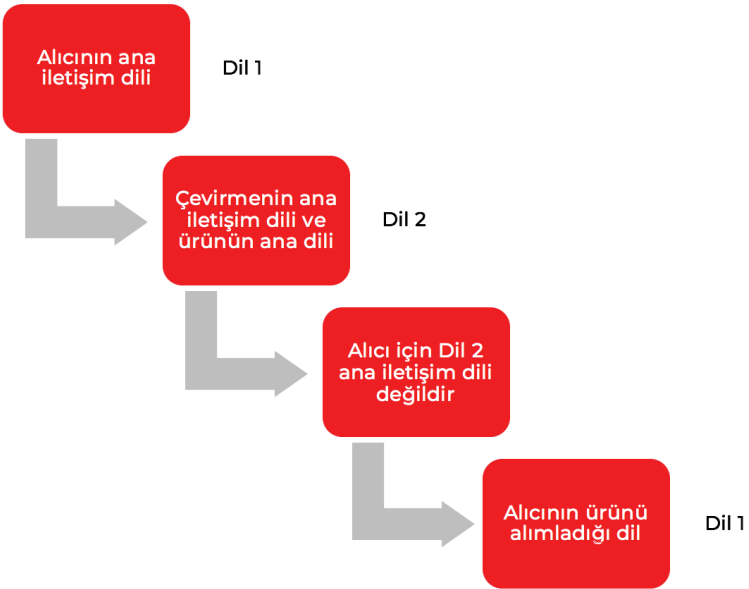 Alıcının ana
iletişim dili
Dil 1
Çevirmenin ana
iletişim dili ve
ürünün ana dili
Dil 2
Alıcı için Dil 2
ana iletişim dili
değildir
Alıcının ürünü
alımladığı dil
Dil 1